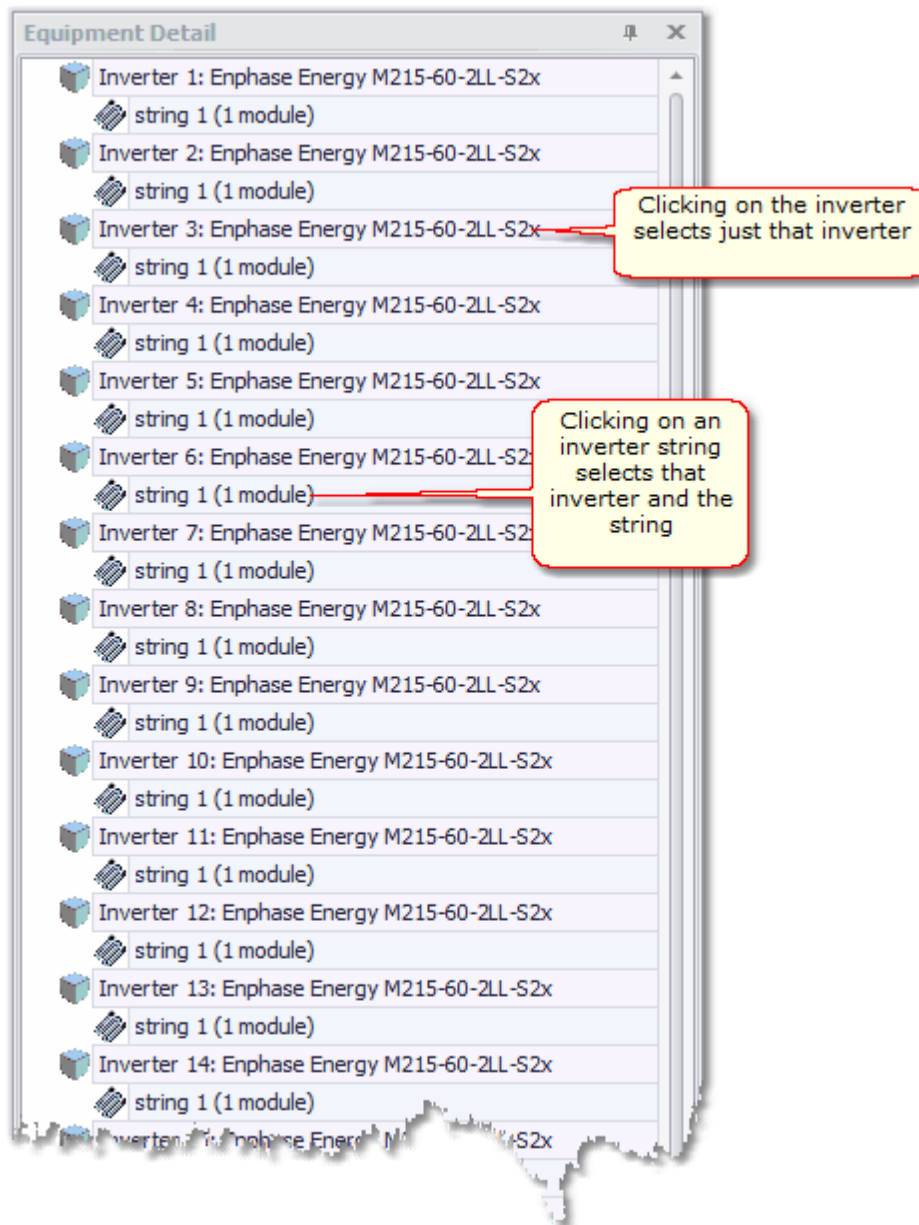 Equipment Detail
Inverter 1: Enphase Energy M215-60-2LL-S2x
string 1 (1 module)
Inverter 2: Enphase Energy M215-60-2LL-S2x
string 1 (1 module)
Inverter 3: Enphase Energy M215-60-2LL-S2x
Clicking on the inverter
selects just that inverter
string 1 (1 module)
Inverter 4: Enphase Energy M215-60-2LL-S2x
string 1 (1 module)
Inverter 5: Enphase Energy M215-60-2LL-S2x
string 1 (1 module)
Inverter 6: Enphase Energy M215-60-2LL-S2
Clicking on an
inverter string
selects that
inverter and the
string
string 1 (1 module)
Inverter 7: Enphase Energy M215-60-2LL-S2
string 1 (1 module)
Inverter 8: Enphase Energy M215-60-2LL-S2x
string 1 (1 module)
Inverter 9: Enphase Energy M215-60-2LL-S2x
string 1 (1 module)
Inverter 10: Enphase Energy M215-60-2LL-S2x
string 1 (1 module)
Inverter 11: Enphase Energy M215-60-2LL-S2x
string 1 (1 module)
Inverter 12: Enphase Energy M215-60-2LL-S2x
string 1 (1 module)
Inverter 13: Enphase Energy M215-60-2LL-S2x
string 1 (1 module)
Inverter 14: Enphase Energy M215-60-2LL-S2x
string 1 (1 module)
Enphase